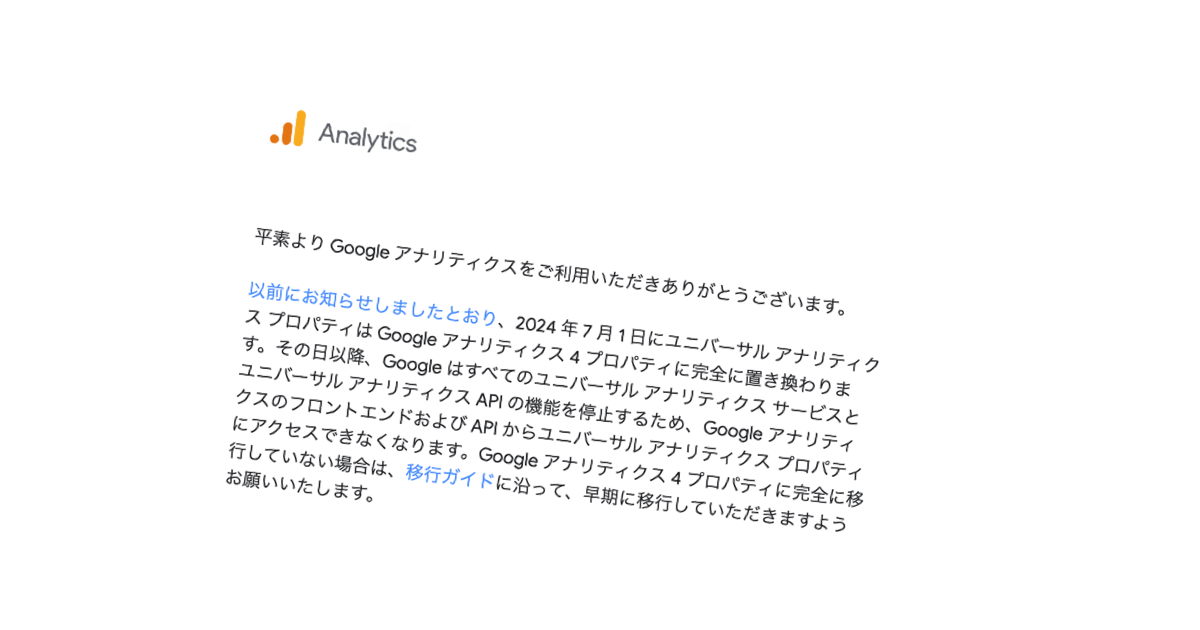 Analytics
平素より Google アナリティクスをご利用いただきありがとうございます。
以前にお知らせしましたとおり、2024 年 7 月 1 日にユニバーサル アナリティク
ス プロパティは Google アナリティクス 4 プロパティに完全に置き換わりま
す。その日以降、Google はすべてのユニバーサル アナリティクス サービスと
ユニバーサル アナリティクス API の機能を停止するため、Google アナリティ
クスのフロントエンドおよび API からユニバーサル アナリティクス プロパティ
にアクセスできなくなります。Google アナリティクス 4 プロパティに完全に移
行していない場合は、移行ガイドに沿って、早期に移行していただきますよう
お願いいたします。